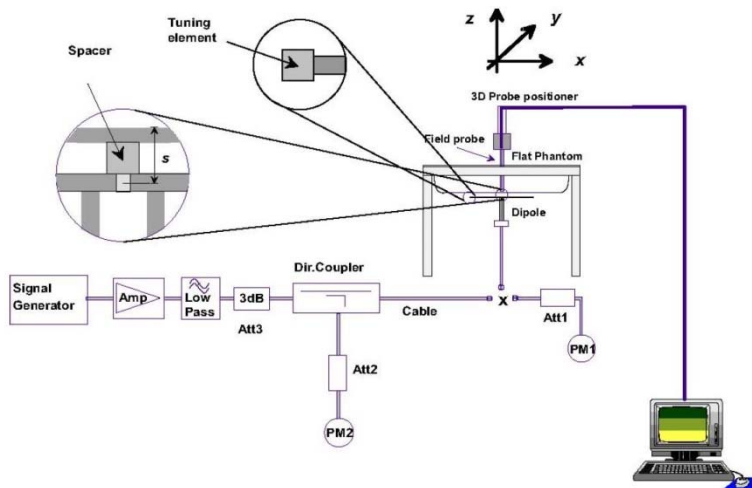 Tuning
element
Spacer
s
z
y
x
3D Probe positioner
Field probe
Flat Phantom
Dipole
Dir.Coupler
Signal
Generator
Amp
Low
Pass
3dB
Att3
Cable
x
Att1
PM1
Att2
PM2